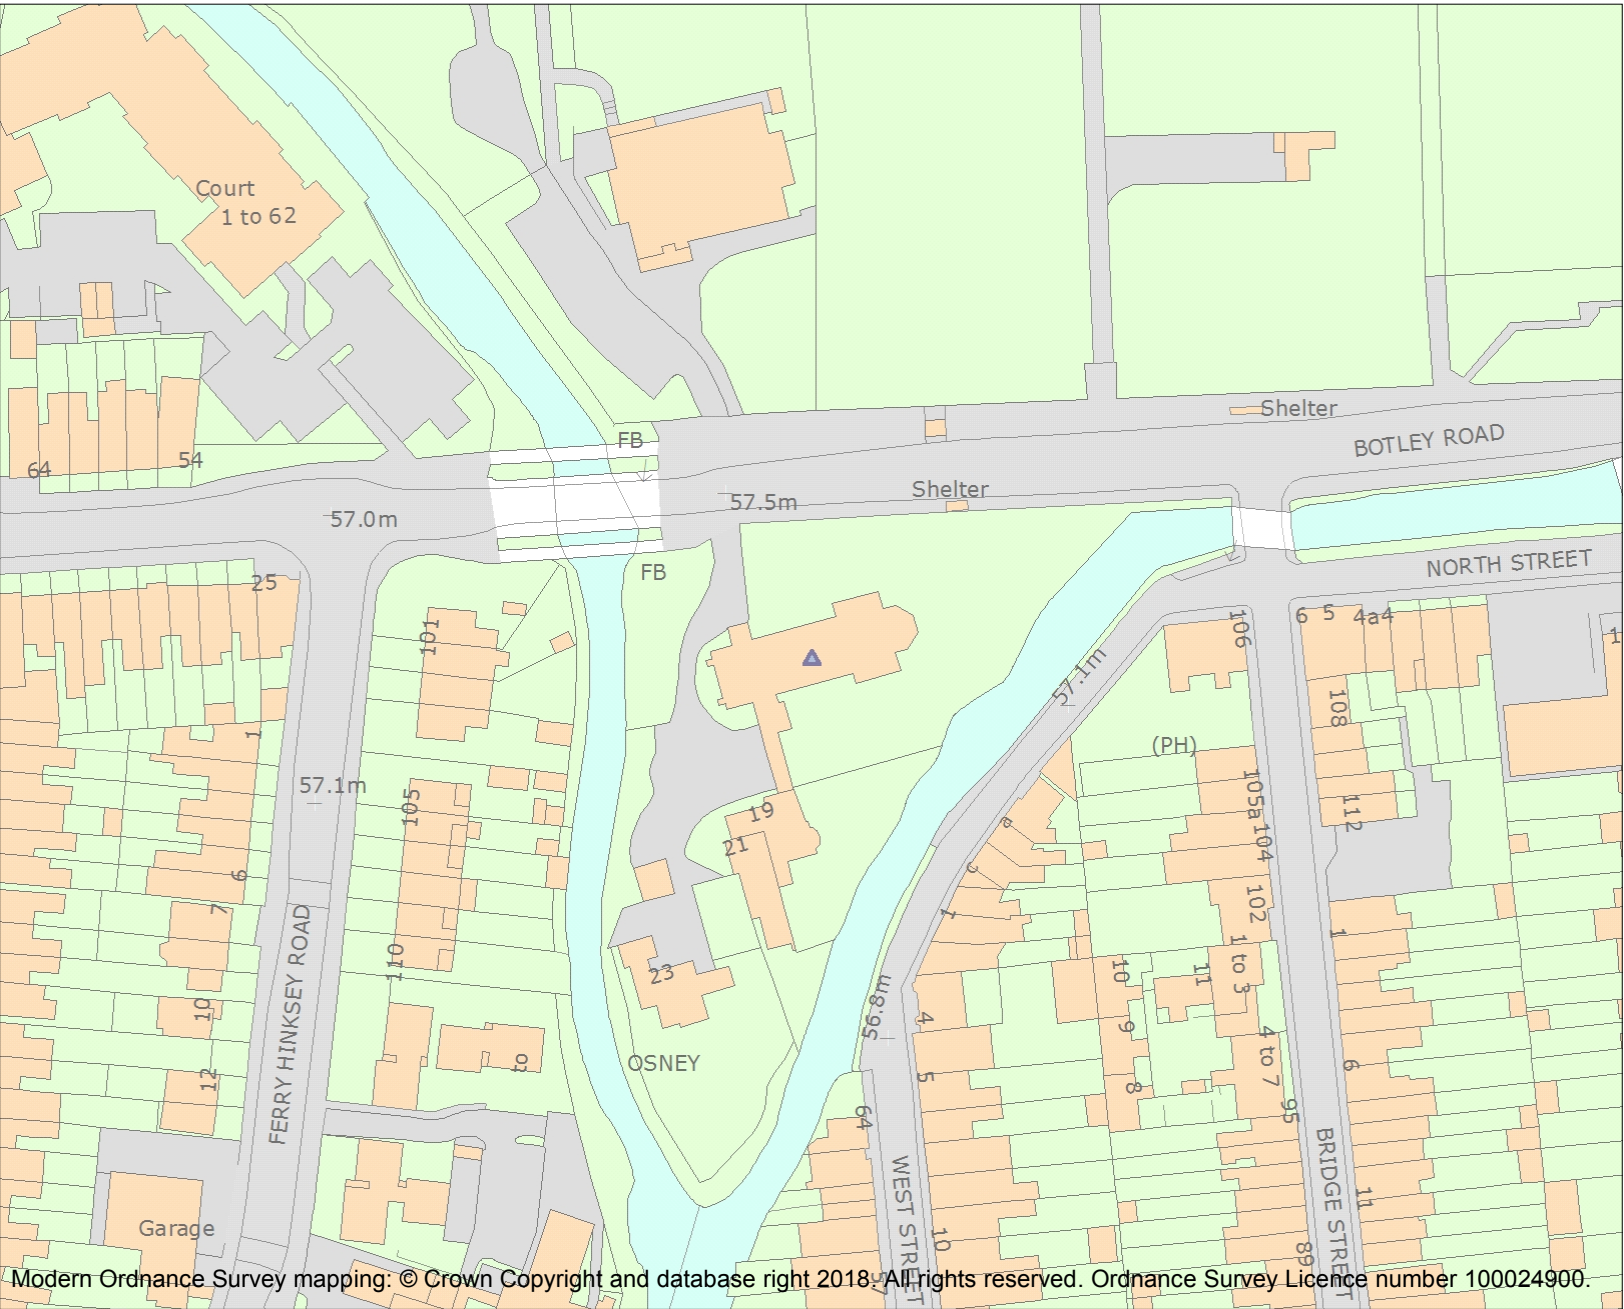 Court
1 to 62
64
54
FB
Shelter
BOTLEY ROAD
Shelter
57.5m
57.0m
FB
NORTH STREET
25
101
106
6
5
4a4
57.1m
108
(PH)
1
57.1m
105
19
21
105a
104
112
a
c
6
7
102
1
1
110
23
10
11
1 to 3
10
56.8m
4
9
FERRY HINKSEY ROAD
OSNEY
to
12
5
8
4 to 7
6
95
64
WEST STREET
BRIDGE STREET
11
Garage
10
89
57
Modern Ordnance Survey mapping: © Crown Copyright and database right 2018. All rights reserved. Ordnance Survey Licence number 100024900.